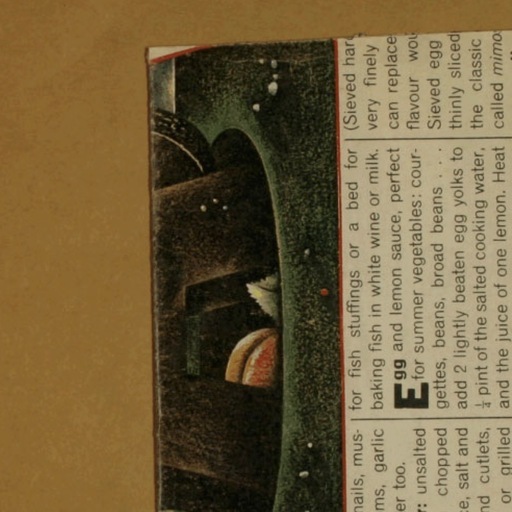 nails, mus-
ms, garlic
er too.
r: unsalted
chopped
e, salt and
nd cutlets,
or grilled
for fish stuffings or a bed for
baking fish in white wine or milk.
Egg and lemon sauce, perfect
for summer vegetables: cour-
gettes, beans, broad beans . . .
add 2 lightly beaten egg yolks to
¼ pint of the salted cooking water,
and the juice of one lemon. Heat
(Sieved har
very finely
can replace
flavour wou
Sieved egg
thinly sliced
the classic
called mimo